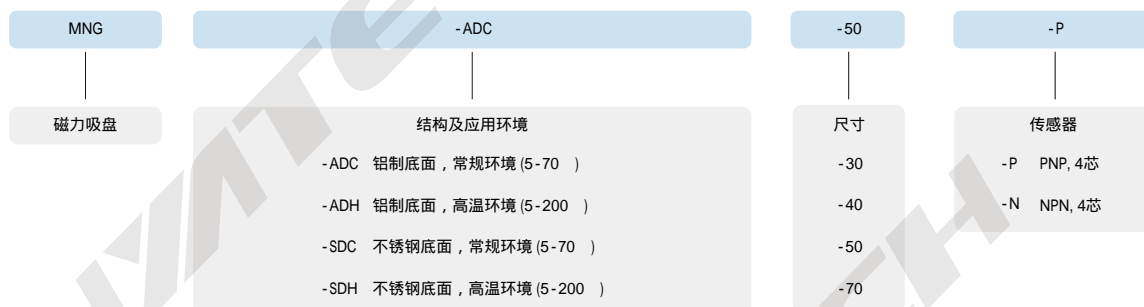 MNG -ADC -50 -P
磁力吸盘 结构及应用环境 尺寸 传感器
-ADC 铝制底面，常规环境(5-70 ) -30 -P PNP, 4芯
-ADH 铝制底面，高温环境(5-200 ) -40 -N NPN, 4芯
-SDC 不锈钢底面，常规环境(5-70 ) -50
-SDH 不锈钢底面，高温环境(5-200 ) -70